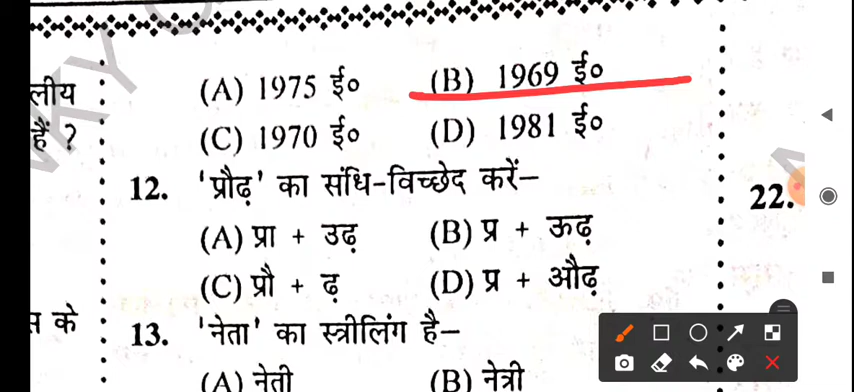 (A) 1975 ई० (B) 1969 ई०
लीय
हैं ?
(C) 1970 ई० (D) 1981 ई०
12. 'प्रौढ़' का संधि-विच्छेद करें–
22.
(A) प्रा + उढ़ (B) प्र + ऊढ़
(C) प्रौ + ढ़ (D) प्र + औढ़
स के
13. 'नेता' का स्त्रीलिंग है–
(A) नेती (B) नेत्री